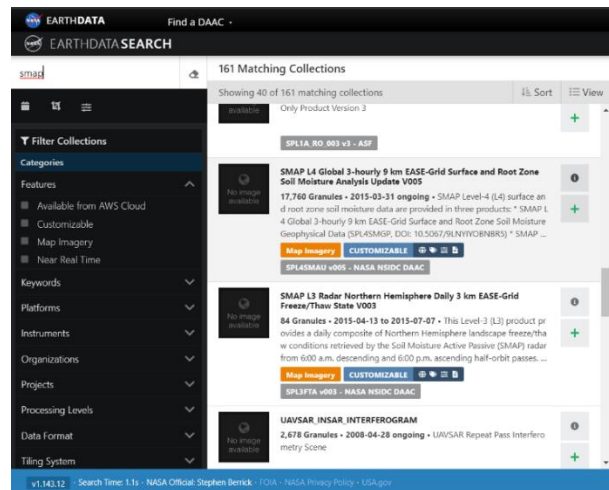 EARTHDATA
Find a DAAC
EARTHDATA SEARCH
smap
161 Matching Collections
Showing 40 of 161 matching collections
Sort
View
available
Only Product Version 3
SPL1A_RO_003 v3 - ASF
Filter Collections
Categories
Features
Available from AWS Cloud
Customizable
Map Imagery
Near Real Time
Keywords
Platforms
Instruments
Organizations
Projects
Processing Levels
Data Format
Tiling System
No image
available
SMAP L4 Global 3-hourly 9 km EASE-Grid Surface and Root Zone
Soil Moisture Analysis Update V005
17,760 Granules • 2015-03-31 ongoing • SMAP Level-4 (L4) surface an
d root zone soil moisture data are provided in three products: * SMAP L
4 Global 3-hourly 9 km EASE-Grid Surface and Root Zone Soil Moisture
Geophysical Data (SPL4SMGP, DOI: 10.5067/9LNYIYOBNBR5) * SMAP ...
Map Imagery
CUSTOMIZABLE
SPL4SMAU v005 - NASA NSIDC DAAC
No image
available
SMAP L3 Radar Northern Hemisphere Daily 3 km EASE-Grid
Freeze/Thaw State V003
84 Granules • 2015-04-13 to 2015-07-07 • This Level-3 (L3) product pr
ovides a daily composite of Northern Hemisphere landscape freeze/tha
w conditions retrieved by the Soil Moisture Active Passive (SMAP) radar
from 6:00 a.m. descending and 6:00 p.m. ascending half-orbit passes. ...
Map Imagery
CUSTOMIZABLE
SPL3FTA v003 - NASA NSIDC DAAC
No image
available
UAVSAR_INSAR_INTERFEROGRAM
2,678 Granules • 2008-04-28 ongoing • UAVSAR Repeat Pass Interfero
metry Scene
v1.143.12 • Search Time: 1.1s • NASA Official: Stephen Berrick • FOIA • NASA Privacy Policy • USA.gov